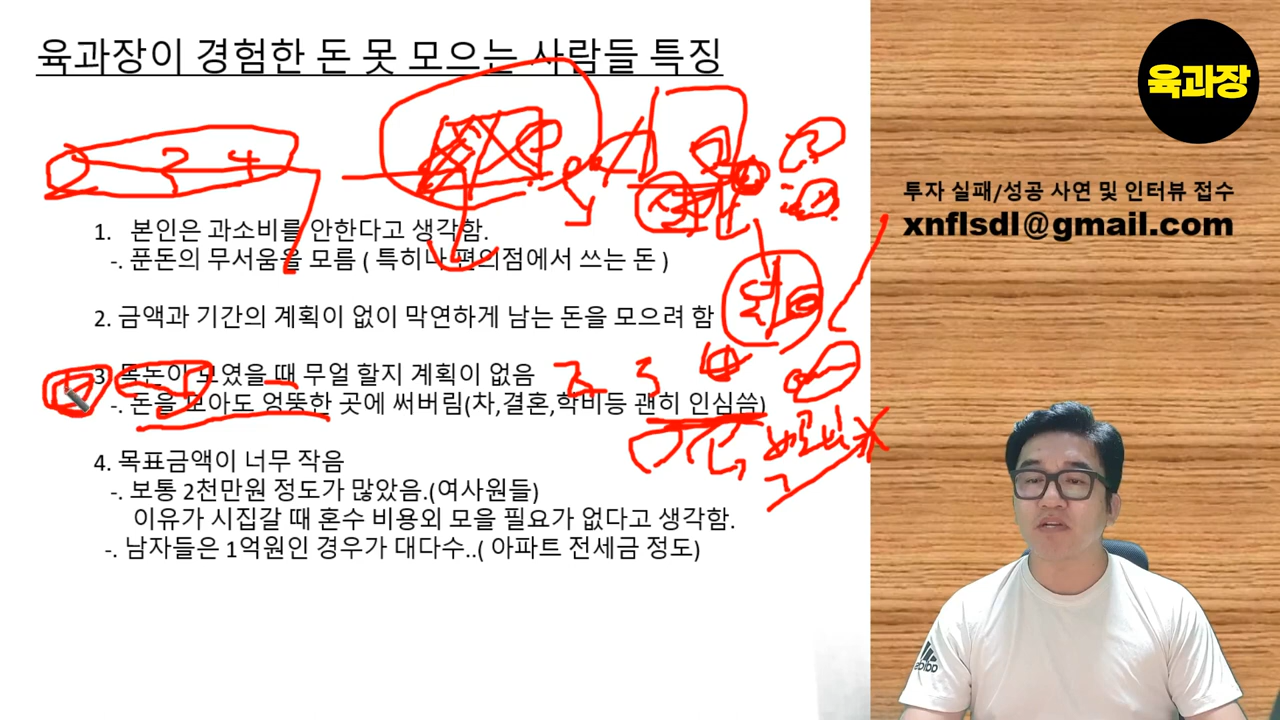 육과장이 경험한 돈 못 모으는 사람들 특징
1. 본인은 과소비를 안한다고 생각함.
-. 푼돈의 무서움을 모름 ( 특히나 편의점에서 쓰는 돈 )
2. 금액과 기간의 계획이 없이 막연하게 남는 돈을 모으려 함
3. 목돈이 모였을 때 무얼 할지 계획이 없음
-. 돈을 모아도 엉뚱한 곳에 써버림(차,결혼,학비등 괜히 인심씀)
4. 목표금액이 너무 작음
-. 보통 2천만원 정도가 많았음.(여사원들)
이유가 시집갈 때 혼수 비용외 모을 필요가 없다고 생각함.
-. 남자들은 1억원인 경우가 대다수..( 아파트 전세금 정도)
육과장
투자 실패/성공 사연 및 인터뷰 접수
xnflsdl@gmail.com
adidas